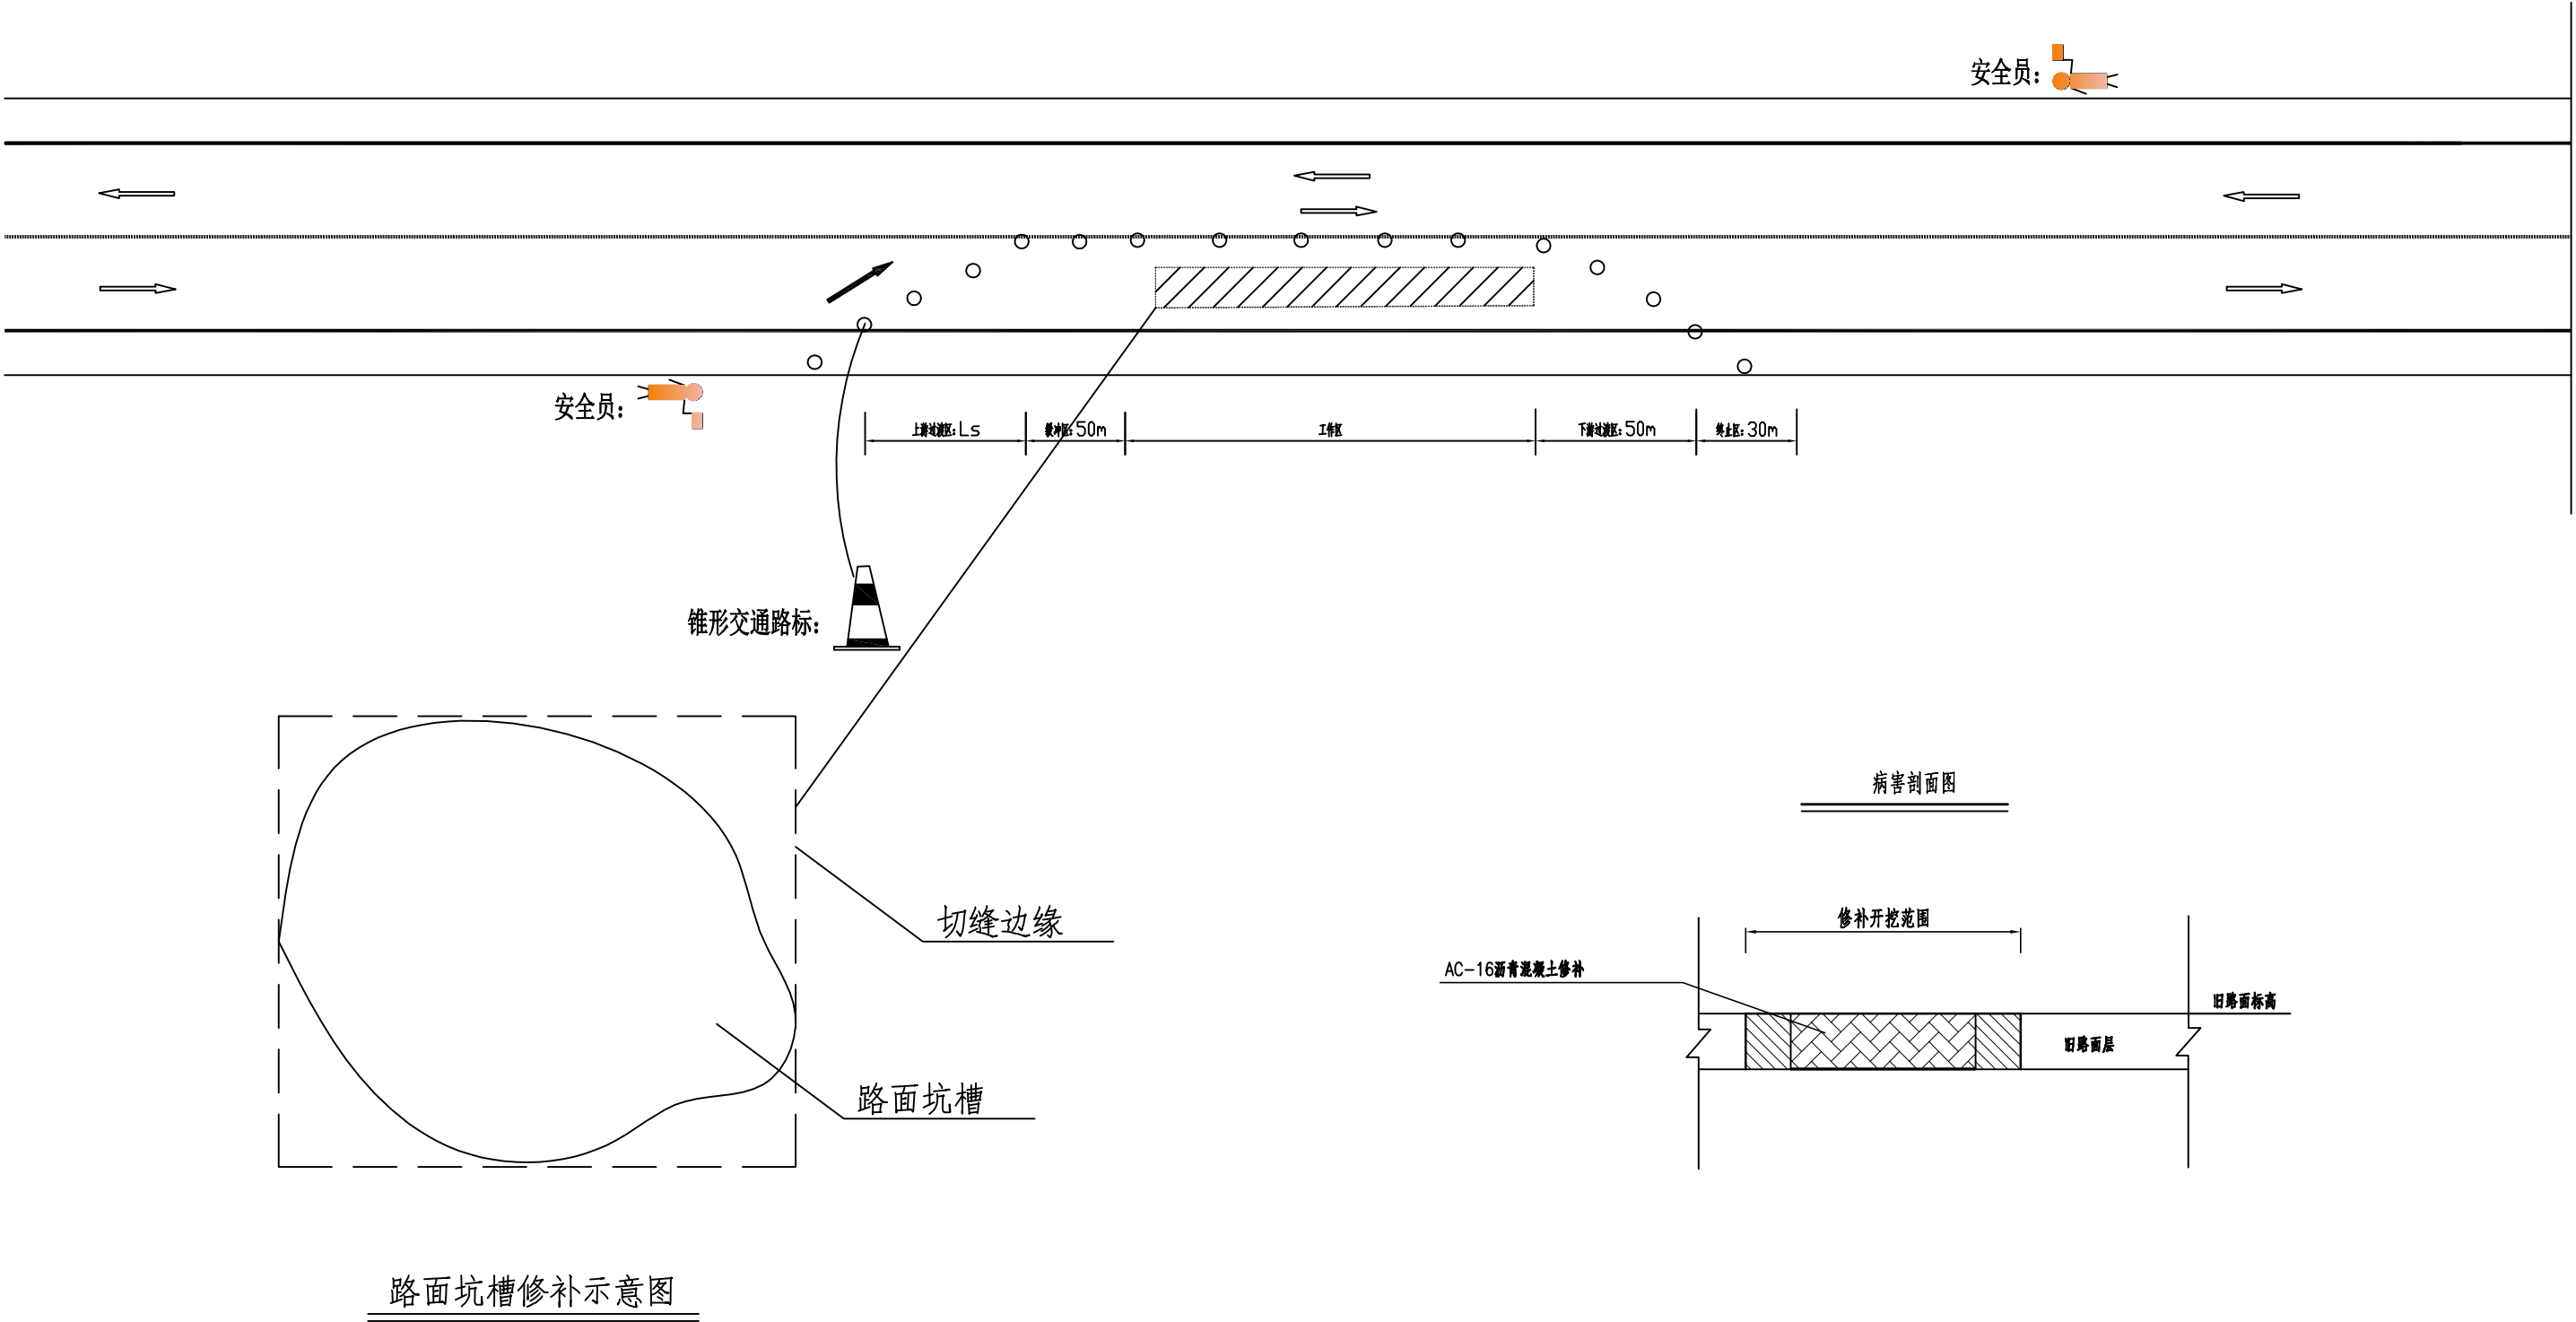 安全员:
安全员:
上游过渡区:Ls
缓冲区:50m
工作区
下游过渡区:50m
终止区:30m
锥形交通路标:
病害剖面图
切缝边缘
修补开挖范围
AC-16沥青混凝土修补
旧路面标高
旧路面层
路面坑槽
路面坑槽修补示意图